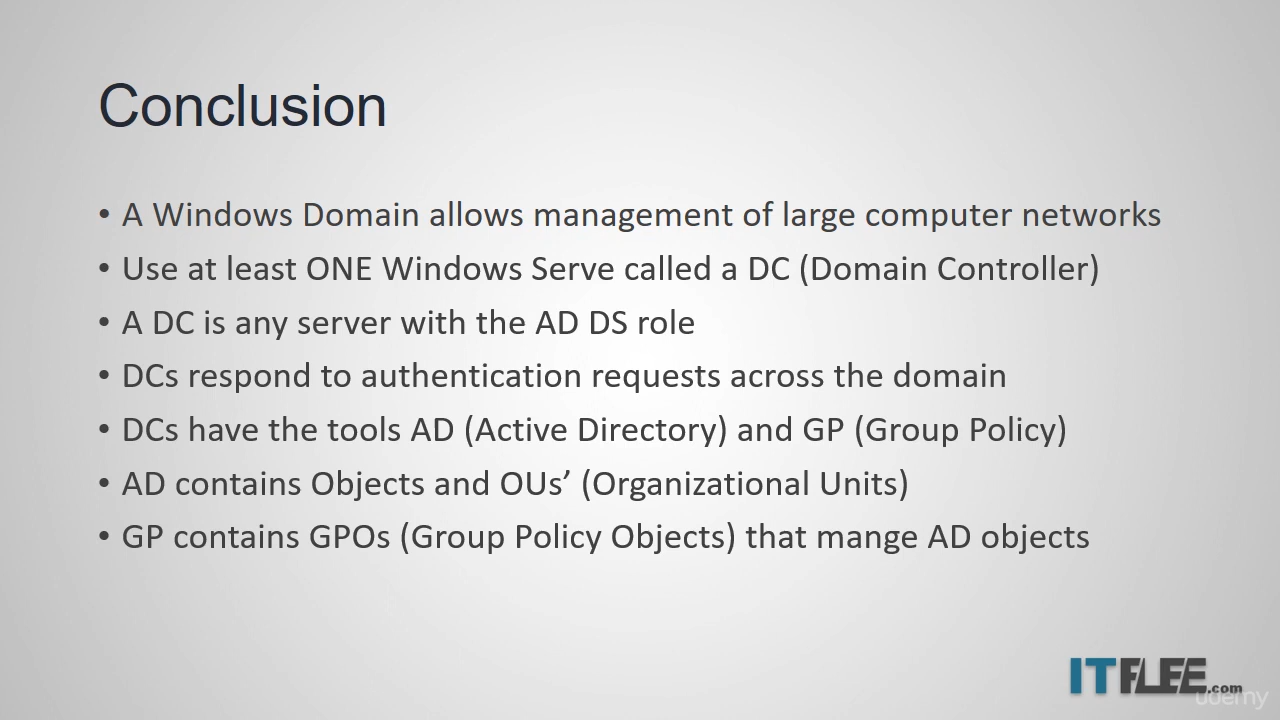 Conclusion
• A Windows Domain allows management of large computer networks
• Use at least ONE Windows Serve called a DC (Domain Controller)
• A DC is any server with the AD DS role
• DCs respond to authentication requests across the domain
• DCs have the tools AD (Active Directory) and GP (Group Policy)
• AD contains Objects and OUs’ (Organizational Units)
• GP contains GPOs (Group Policy Objects) that mange AD objects
ITFLEE.com
udemy